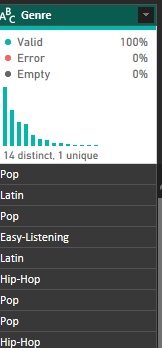 ABC Genre
Valid 100%
Error 0%
Empty 0%
14 distinct, 1 unique
Pop
Latin
Pop
Easy-Listening
Latin
Hip-Hop
Pop
Pop
Hip-Hop